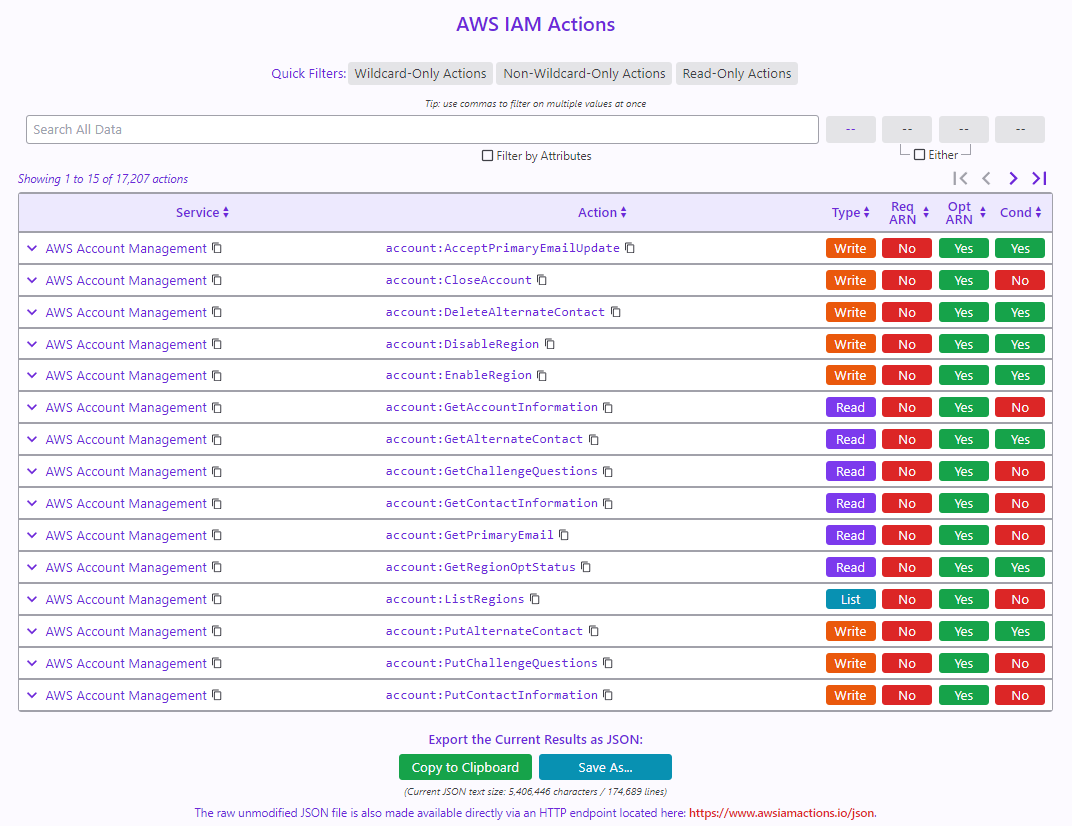 AWS IAM Actions
Quick Filters: Wildcard-Only Actions Non-Wildcard-Only Actions Read-Only Actions
Tip: use commas to filter on multiple values at once
Search All Data -- -- -- --
Filter by Attributes Either
Showing 1 to 15 of 17,207 actions
Service Action Type Req ARN Opt ARN Cond
AWS Account Management account:AcceptPrimaryEmailUpdate Write No Yes Yes
AWS Account Management account:CloseAccount Write No Yes No
AWS Account Management account:DeleteAlternateContact Write No Yes Yes
AWS Account Management account:DisableRegion Write No Yes Yes
AWS Account Management account:EnableRegion Write No Yes Yes
AWS Account Management account:GetAccountInformation Read No Yes No
AWS Account Management account:GetAlternateContact Read No Yes Yes
AWS Account Management account:GetChallengeQuestions Read No Yes No
AWS Account Management account:GetContactInformation Read No Yes No
AWS Account Management account:GetPrimaryEmail Read No Yes No
AWS Account Management account:GetRegionOptStatus Read No Yes Yes
AWS Account Management account:ListRegions List No Yes No
AWS Account Management account:PutAlternateContact Write No Yes Yes
AWS Account Management account:PutChallengeQuestions Write No Yes No
AWS Account Management account:PutContactInformation Write No Yes No
Export the Current Results as JSON:
Copy to Clipboard Save As...
(Current JSON text size: 5,406,446 characters / 174,689 lines)
The raw unmodified JSON file is also made available directly via an HTTP endpoint located here: https://www.awsiamactions.io/json.